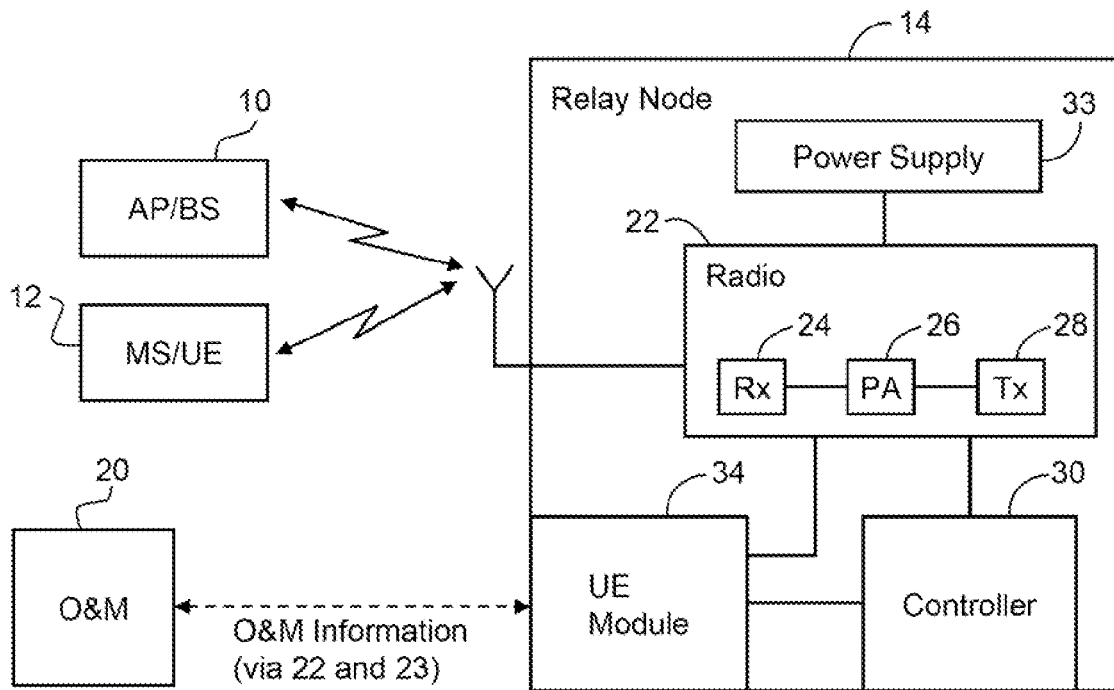 14
Relay Node
10
33
Power Supply
AP/BS
22
Radio
12
24
26
28
MS/UE
Rx
PA
Tx
20
34
30
O&M
UE
Module
Controller
O&M Information
(via 22 and 23)